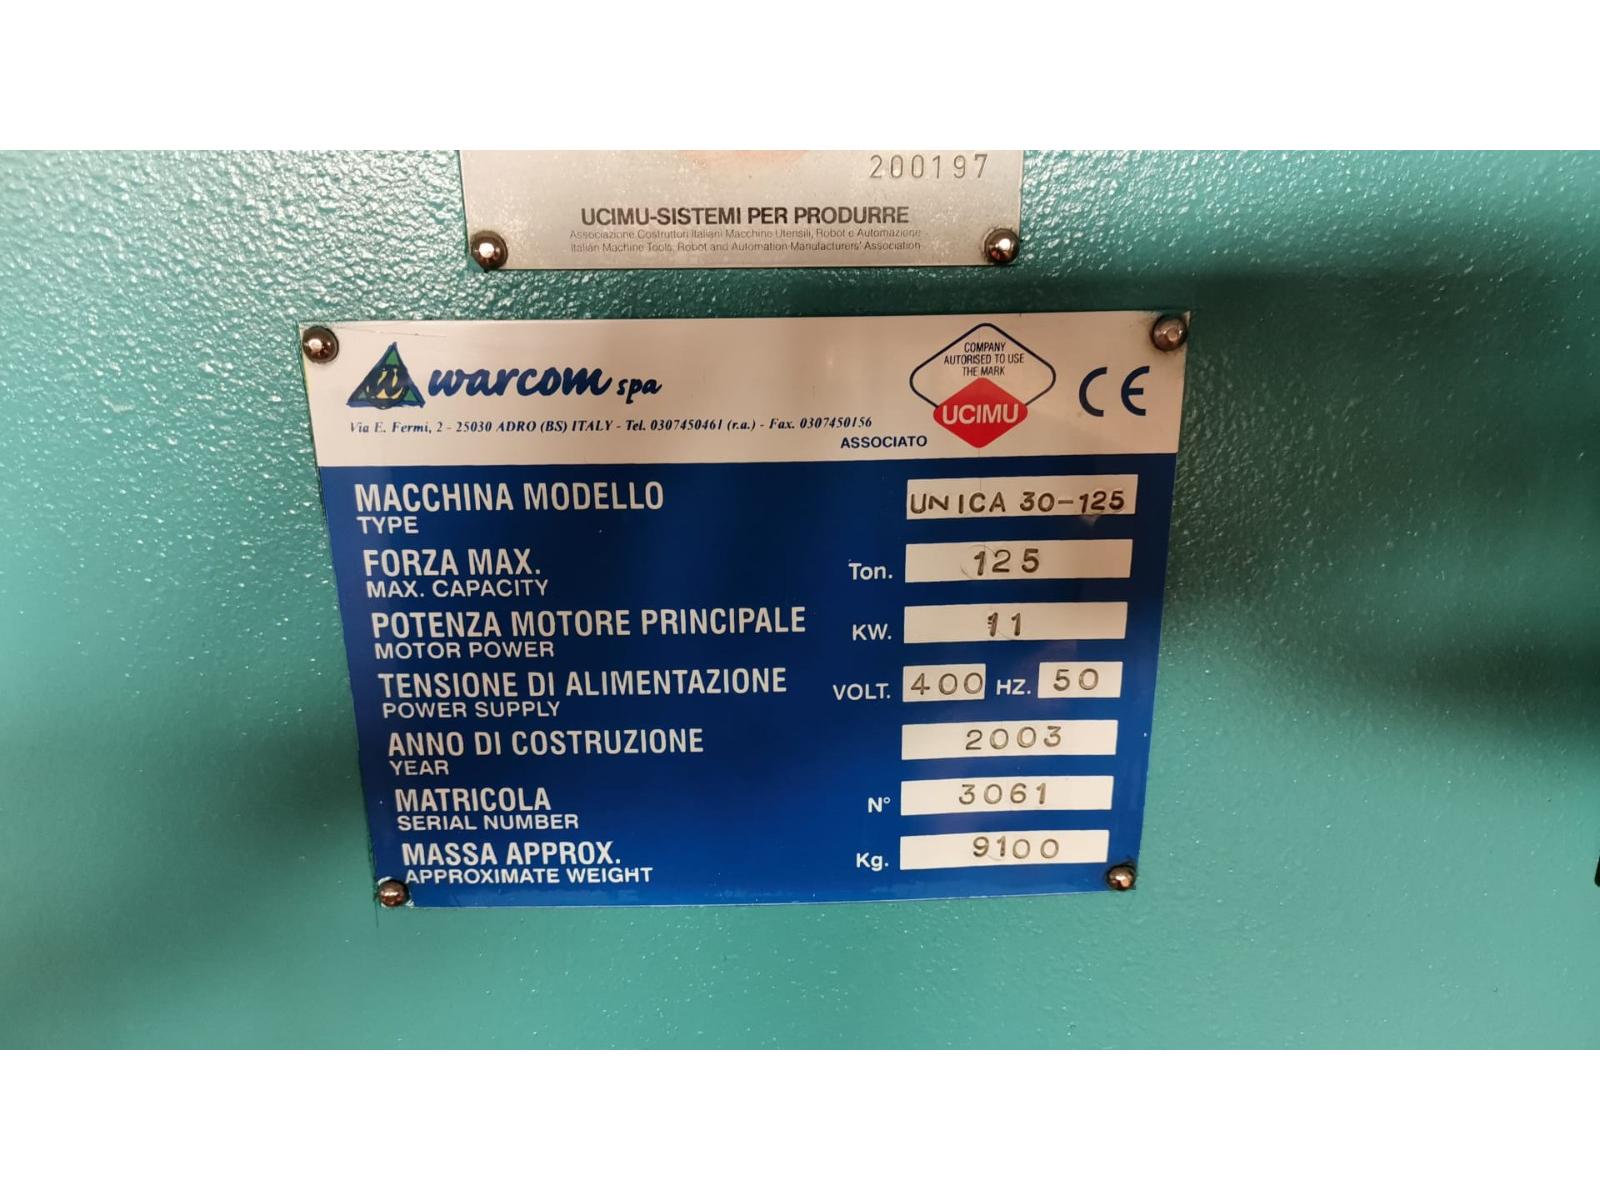 200197
UCIMU-SISTEMI PER PRODURRE
Associazione Costruttori Italiani Macchine Utensili, Robot e Automazione -
Italian Machine Tools, Robot and Automation Manufacturers' Association
warcom spa
COMPANY
AUTORISED TO USE
THE MARK
UCIMU
CE
Via E. Fermi, 2 - 25030 ADRO (BS) ITALY - Tel. 0307450461 (r.a.) - Fax. 0307450156
ASSOCIATO
MACCHINA MODELLO UNICA 30-125
TYPE
FORZA MAX. Ton. 125
MAX. CAPACITY
POTENZA MOTORE PRINCIPALE KW. 11
MOTOR POWER
TENSIONE DI ALIMENTAZIONE VOLT. 400 HZ. 50
POWER SUPPLY
ANNO DI COSTRUZIONE 2003
YEAR
MATRICOLA N° 3061
SERIAL NUMBER
MASSA APPROX. Kg. 9100
APPROXIMATE WEIGHT